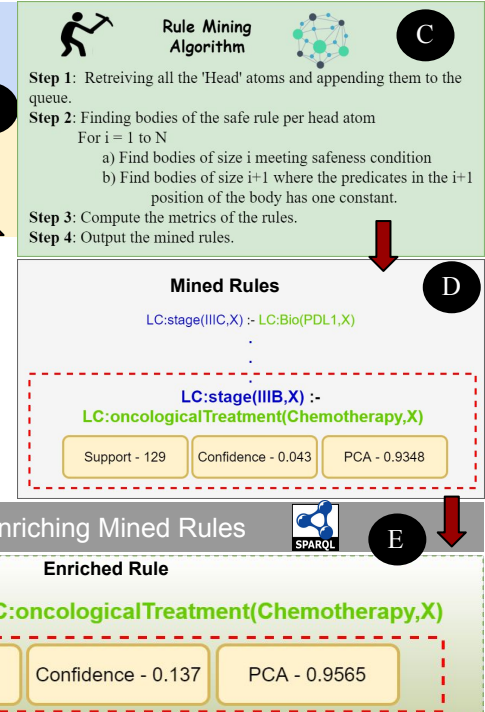 Rule Mining
Algorithm
C
Step 1: Retreiving all the 'Head' atoms and appending them to the
queue.
Step 2: Finding bodies of the safe rule per head atom
For i = 1 to N
a) Find bodies of size i meeting safeness condition
b) Find bodies of size i+1 where the predicates in the i+1
position of the body has one constant.
Step 3: Compute the metrics of the rules.
Step 4: Output the mined rules.
Mined Rules
D
LC:stage(IIIC,X) :- LC:Bio(PDL1,X)
.
.
.
LC:stage(IIIB,X) :-
LC:oncologicalTreatment(Chemotherapy,X)
Support - 129
Confidence - 0.043
PCA - 0.9348
nriching Mined Rules
SPARQL
E
Enriched Rule
C:oncologicalTreatment(Chemotherapy,X)
Confidence - 0.137
PCA - 0.9565